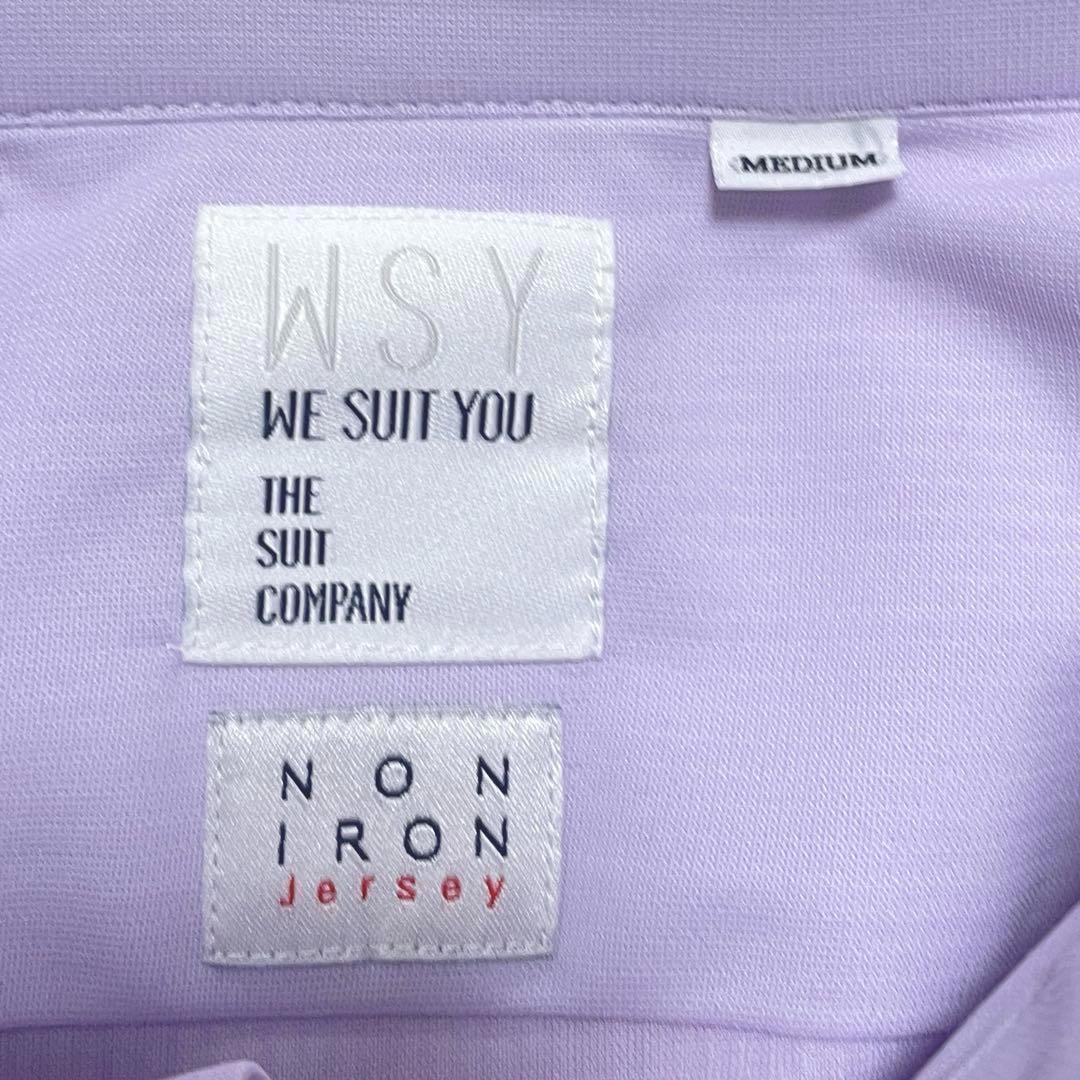 MEDIUM
WSY
WE SUIT YOU
THE
SUIT
COMPANY
NON
IRON
Jersey